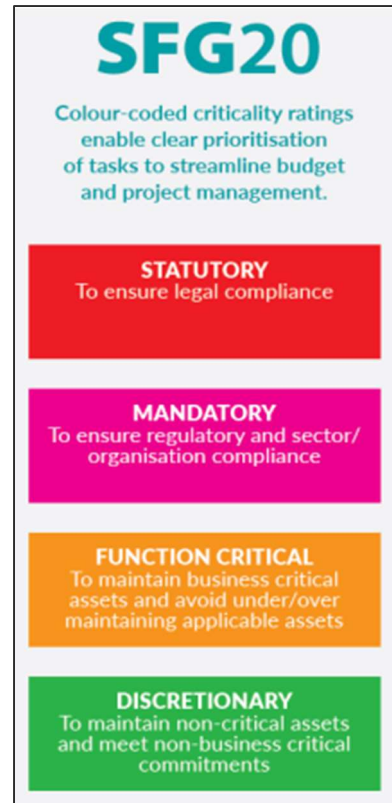 SFG20
Colour-coded criticality ratings
enable clear prioritisation
of tasks to streamline budget
and project management.
STATUTORY
To ensure legal compliance
MANDATORY
To ensure regulatory and sector/
organisation compliance
FUNCTION CRITICAL
To maintain business critical
assets and avoid under/over
maintaining applicable assets
DISCRETIONARY
To maintain non-critical assets
and meet non-business critical
commitments